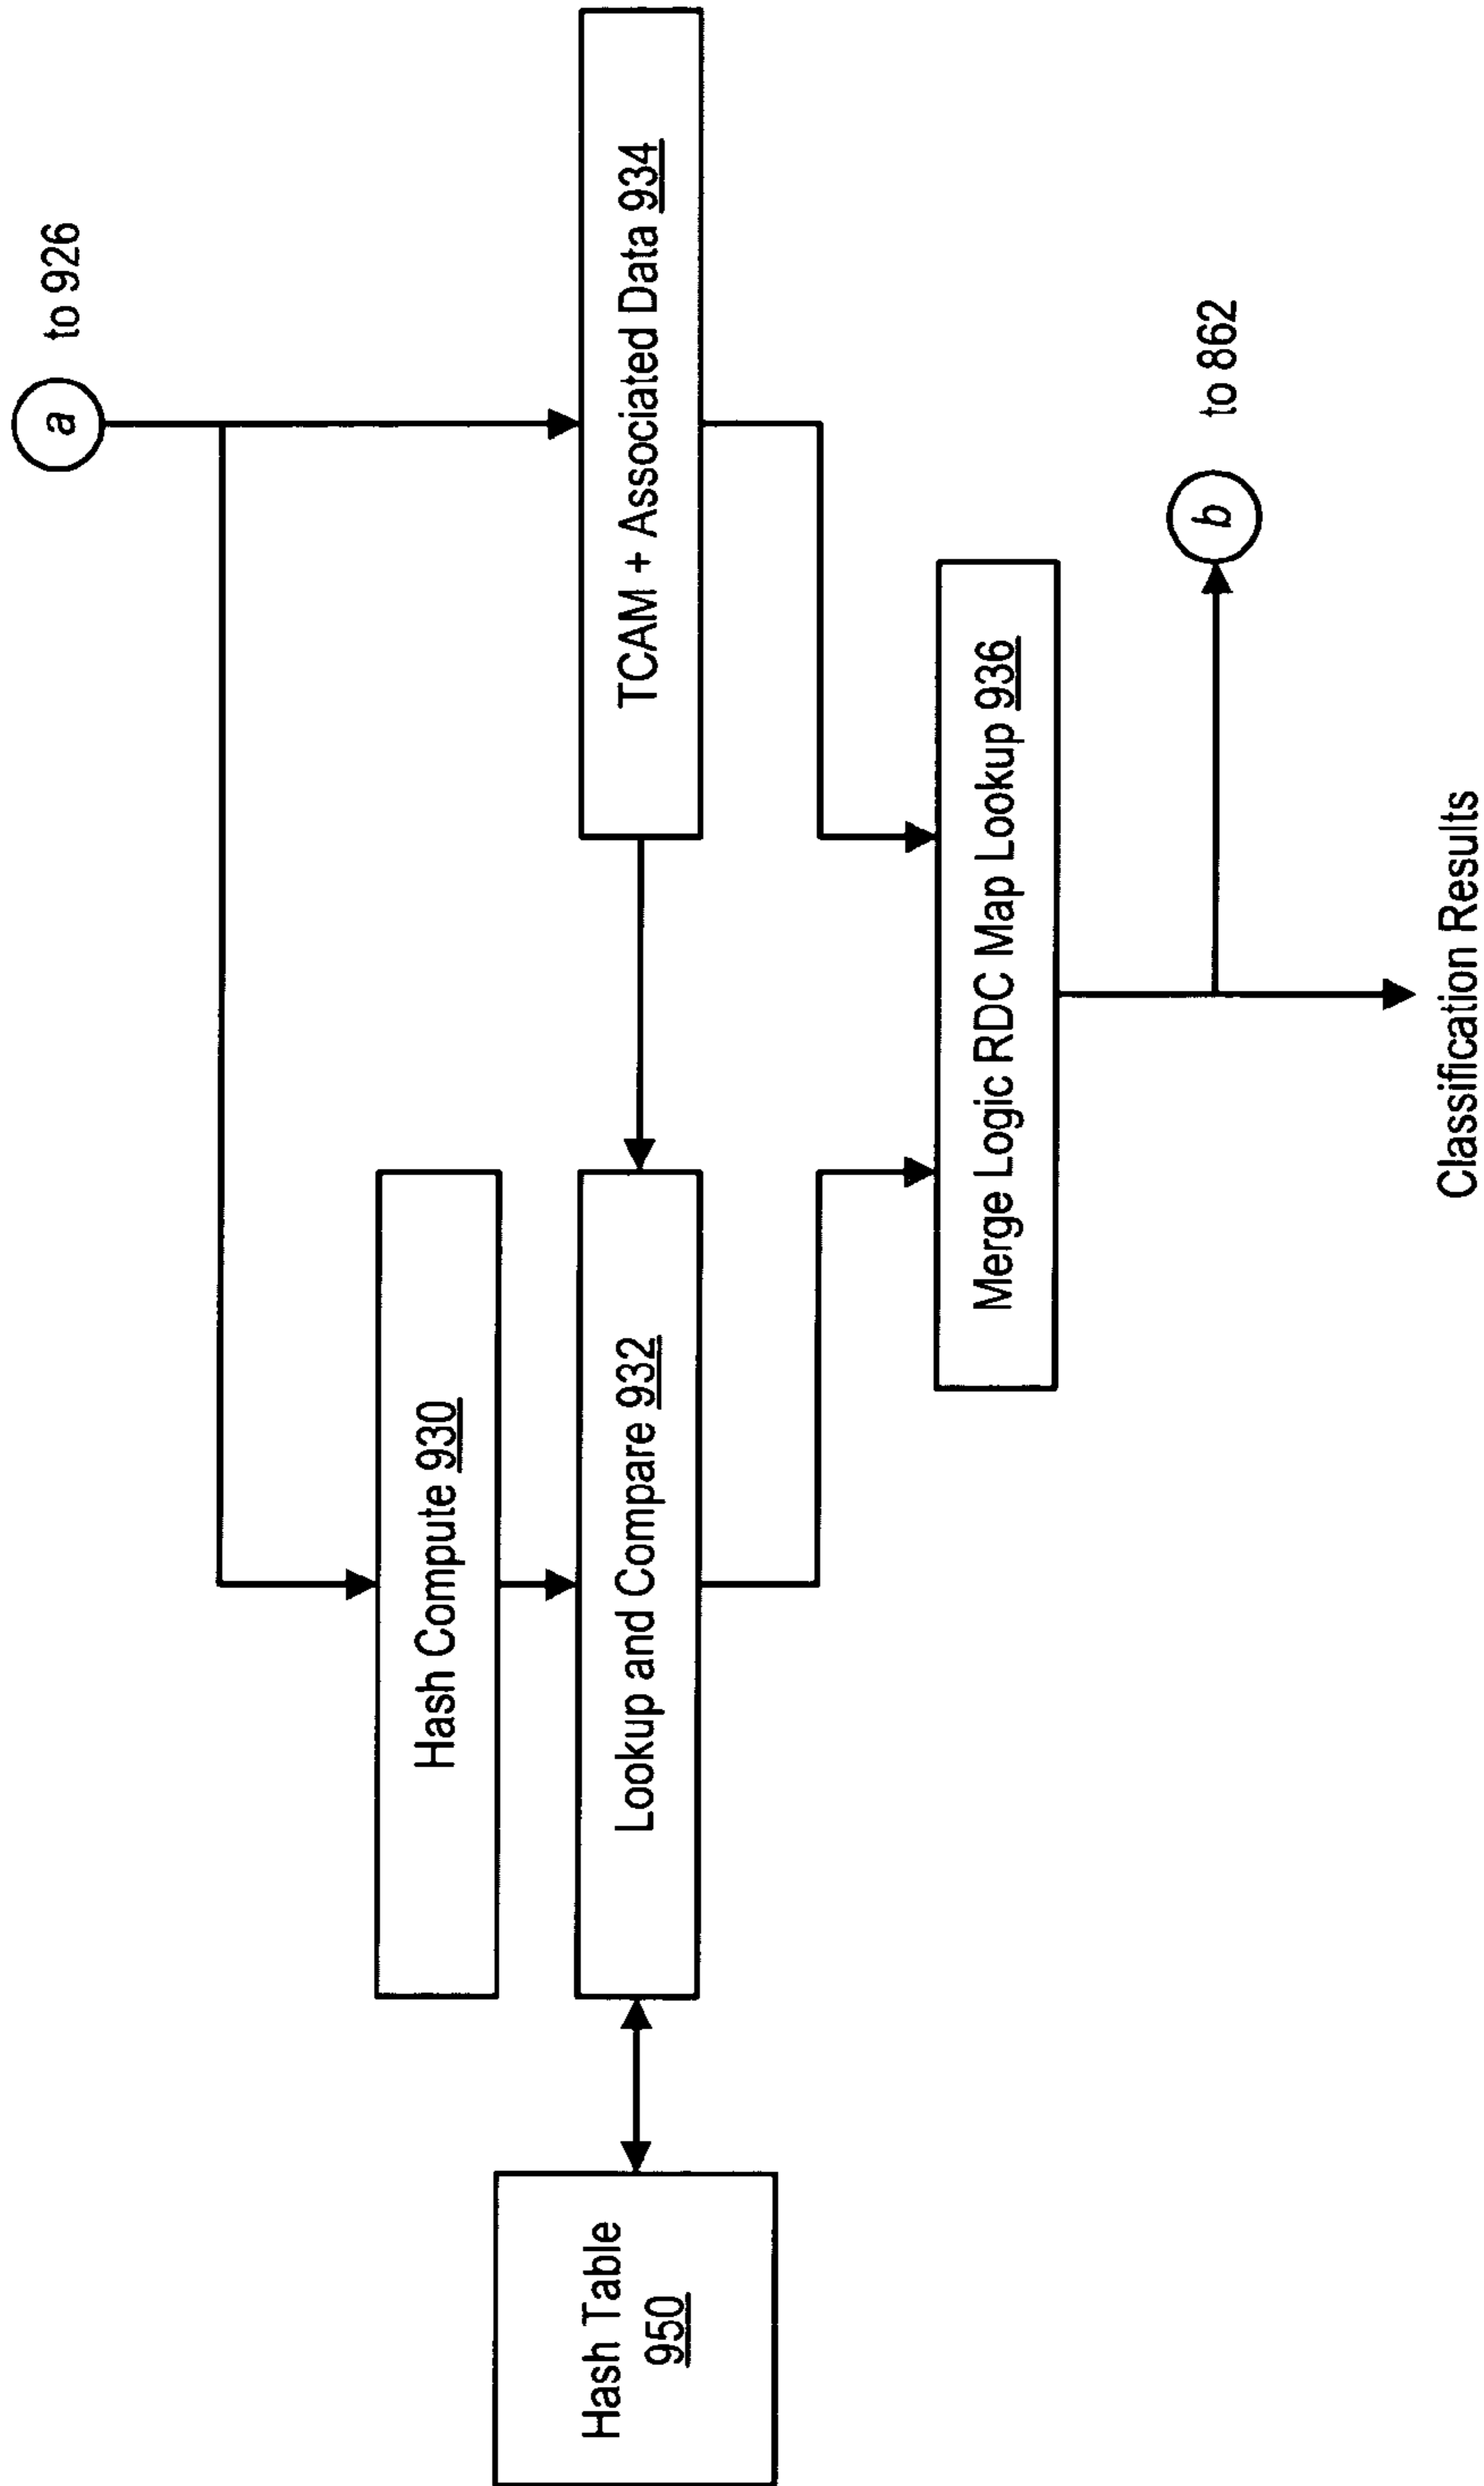 a
to 926
Hash Compute 930
Hash Table
950
Lookup and Compare 932
TCAM + Associated Data 934
Merge Logic RDC Map Lookup 936
b
to 862
Classification Results